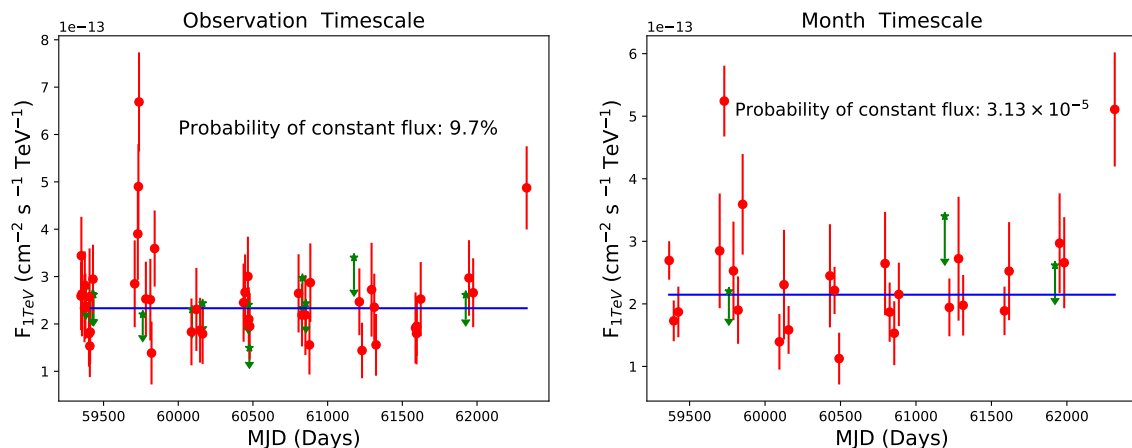 Observation Timescale
1e−13
8
7
6
5
4
3
2
1
F1TeV (cm−2 s −1 TeV−1)
Probability of constant flux: 9.7%
59500 60000 60500 61000 61500 62000
MJD (Days)
Month Timescale
1e−13
6
5
4
3
2
1
F1TeV (cm−2 s −1 TeV−1)
Probability of constant flux: 3.13 × 10−5
59500 60000 60500 61000 61500 62000
MJD (Days)